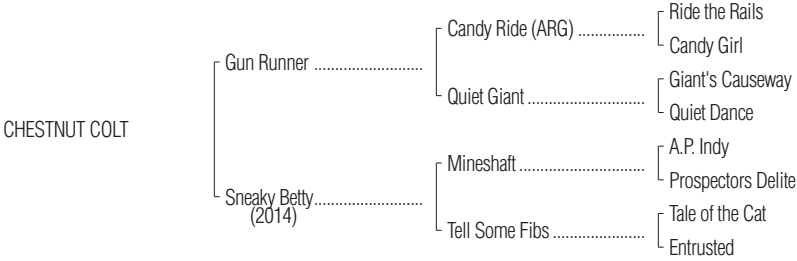 Ride the Rails
Candy Ride (ARG) ................
Candy Girl
Gun Runner ..........................
Giant's Causeway
Quiet Giant ............................
Quiet Dance
CHESTNUT COLT
A.P. Indy
Mineshaft ..............................
Prospectors Delite
Sneaky Betty..........................
(2014)
Tale of the Cat
Tell Some Fibs ......................
Entrusted